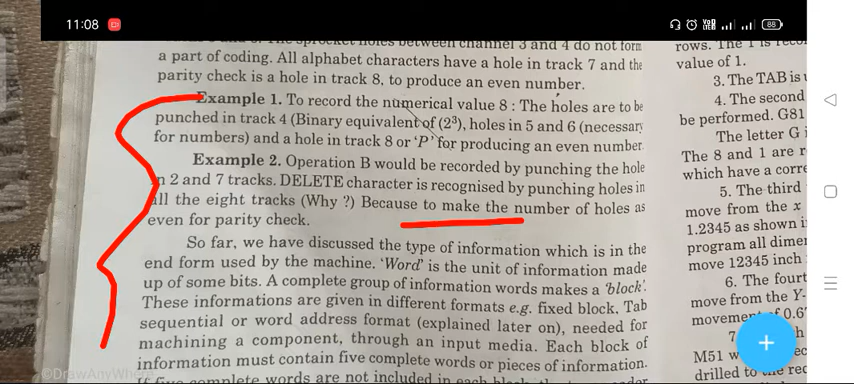 11:08
88
a part of coding. All alphabet characters have a hole in track 7 and the
parity check is a hole in track 8, to produce an even number.
Example 1. To record the numerical value 8 : The holes are to be
punched in track 4 (Binary equivalent of (2³), holes in 5 and 6 (necessary
for numbers) and a hole in track 8 or ‘P’ for producing an even number.
Example 2. Operation B would be recorded by punching the hole
in 2 and 7 tracks. DELETE character is recognised by punching holes in
all the eight tracks (Why ?) Because to make the number of holes as
even for parity check.
So far, we have discussed the type of information which is in the
end form used by the machine. ‘Word’ is the unit of information made
up of some bits. A complete group of information words makes a ‘block’.
These informations are given in different formats e.g. fixed block. Tab
sequential or word address format (explained later on), needed for
machining a component, through an input media. Each block of
information must contain five complete words or pieces of information.
rows. The 1 is
value of 1.
3. The TAB is
4. The second
be performed. G81
The letter G
The 8 and 1 are
which have a
5. The third
move from the x
1.2345 as shown
program all
move 12345 inch
6. The fourt
move from the Y-
7
M51
drilled to the
DrawAnyWhere